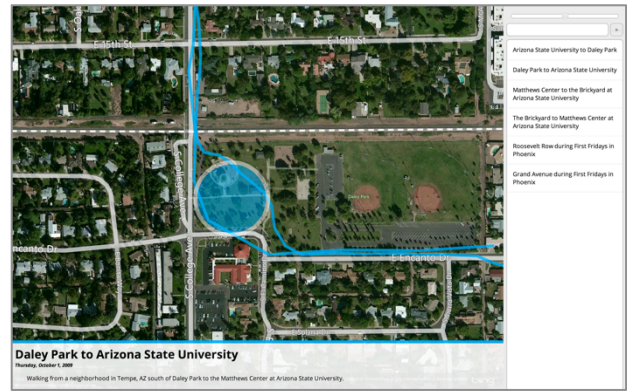 E 15th St
E 15th St
S College Ave
Daley Park
Encanto Dr
E Encanto Dr
S College Ave
Daley Park to Arizona State University
Thursday, October 1, 2009
Walking from a neighborhood in Tempe, AZ south of Daley Park to the Matthews Center at Arizona State University.
Arizona State University to Daley Park
Daley Park to Arizona State University
Matthews Center to the Brickyard at
Arizona State University
The Brickyard to Matthews Center at
Arizona State University
Roosevelt Row during First Fridays in
Phoenix
Grand Avenue during First Fridays in
Phoenix